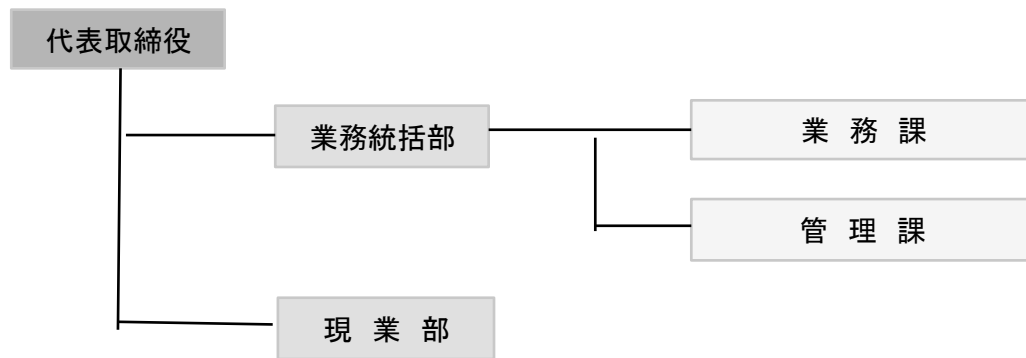 代表取締役
業務統括部
業 務 課
管 理 課
現 業 部